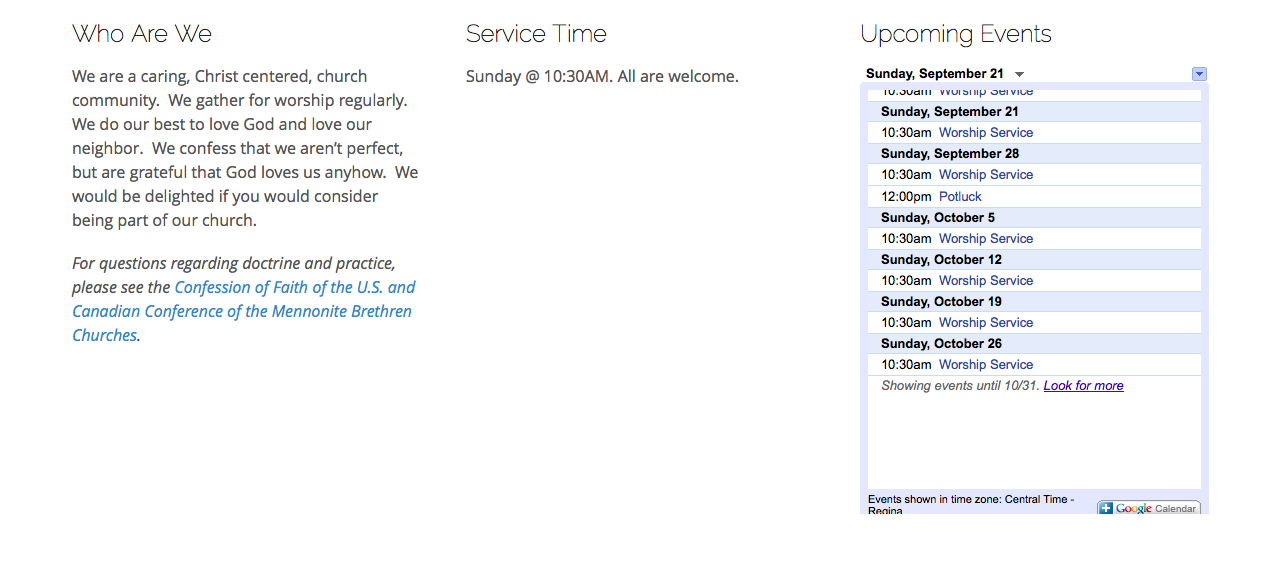 Who Are We
We are a caring, Christ centered, church
community.  We gather for worship regularly.
We do our best to love God and love our
neighbor.  We confess that we aren’t perfect,
but are grateful that God loves us anyhow.  We
would be delighted if you would consider
being part of our church.
For questions regarding doctrine and practice,
please see the Confession of Faith of the U.S. and
Canadian Conference of the Mennonite Brethren
Churches.
Service Time
Sunday @ 10:30AM. All are welcome.
Upcoming Events
Sunday, September 21
10:30am Worship Service
Sunday, September 21
10:30am Worship Service
Sunday, September 28
10:30am Worship Service
12:00pm Potluck
Sunday, October 5
10:30am Worship Service
Sunday, October 12
10:30am Worship Service
Sunday, October 19
10:30am Worship Service
Sunday, October 26
10:30am Worship Service
Showing events until 10/31. Look for more
Events shown in time zone: Central Time -
Regina
Google Calendar